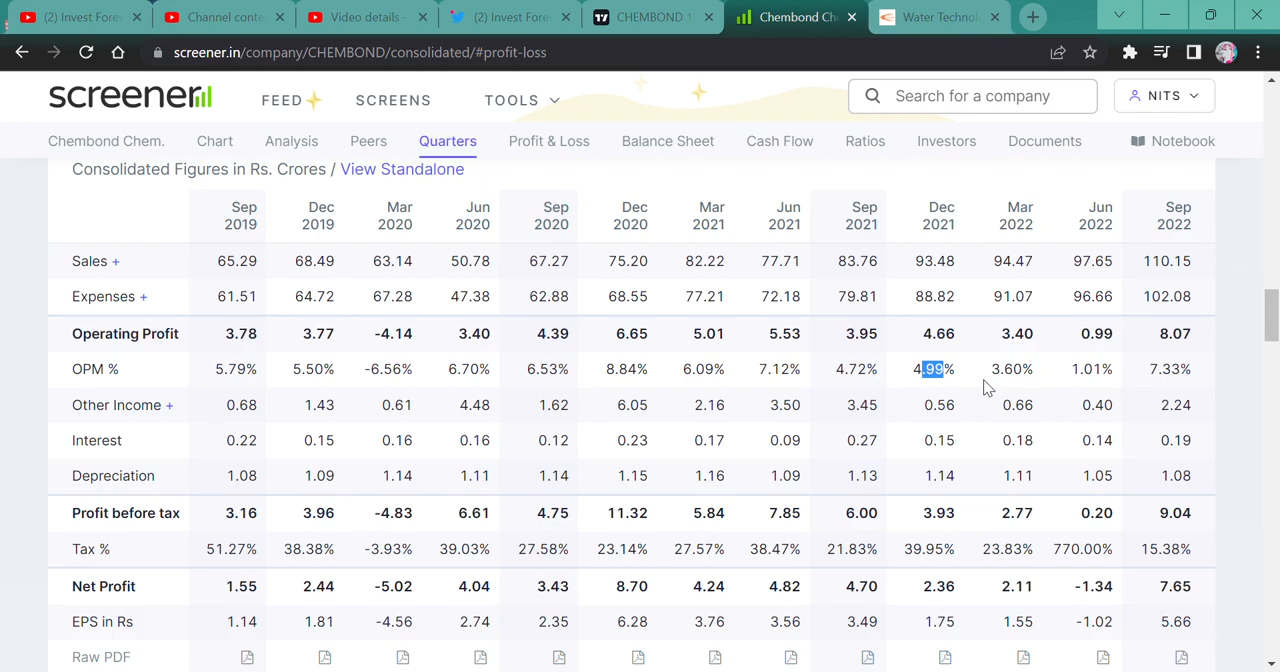 (2) Invest Fore
Channel conte
Video details -
(2) Invest Fore
CHEMBOND 1
Chembond Ch
Water Technol
screener.in/company/CHEMBOND/consolidated/#profit-loss
screener
FEED
SCREENS
TOOLS
Search for a company
NITS
Chembond Chem.
Chart
Analysis
Peers
Quarters
Profit & Loss
Balance Sheet
Cash Flow
Ratios
Investors
Documents
Notebook
Consolidated Figures in Rs. Crores / View Standalone
Sep 2019 Dec 2019 Mar 2020 Jun 2020 Sep 2020 Dec 2020 Mar 2021 Jun 2021 Sep 2021 Dec 2021 Mar 2022 Jun 2022 Sep 2022
Sales + 65.29 68.49 63.14 50.78 67.27 75.20 82.22 77.71 83.76 93.48 94.47 97.65 110.15
Expenses + 61.51 64.72 67.28 47.38 62.88 68.55 77.21 72.18 79.81 88.82 91.07 96.66 102.08
Operating Profit 3.78 3.77 -4.14 3.40 4.39 6.65 5.01 5.53 3.95 4.66 3.40 0.99 8.07
OPM % 5.79% 5.50% -6.56% 6.70% 6.53% 8.84% 6.09% 7.12% 4.72% 4.99% 3.60% 1.01% 7.33%
Other Income + 0.68 1.43 0.61 4.48 1.62 6.05 2.16 3.50 3.45 0.56 0.66 0.40 2.24
Interest 0.22 0.15 0.16 0.16 0.12 0.23 0.17 0.09 0.27 0.15 0.18 0.14 0.19
Depreciation 1.08 1.09 1.14 1.11 1.14 1.15 1.16 1.09 1.13 1.14 1.11 1.05 1.08
Profit before tax 3.16 3.96 -4.83 6.61 4.75 11.32 5.84 7.85 6.00 3.93 2.77 0.20 9.04
Tax % 51.27% 38.38% -3.93% 39.03% 27.58% 23.14% 27.57% 38.47% 21.83% 39.95% 23.83% 770.00% 15.38%
Net Profit 1.55 2.44 -5.02 4.04 3.43 8.70 4.24 4.82 4.70 2.36 2.11 -1.34 7.65
EPS in Rs 1.14 1.81 -4.56 2.74 2.35 6.28 3.76 3.56 3.49 1.75 1.55 -1.02 5.66
Raw PDF